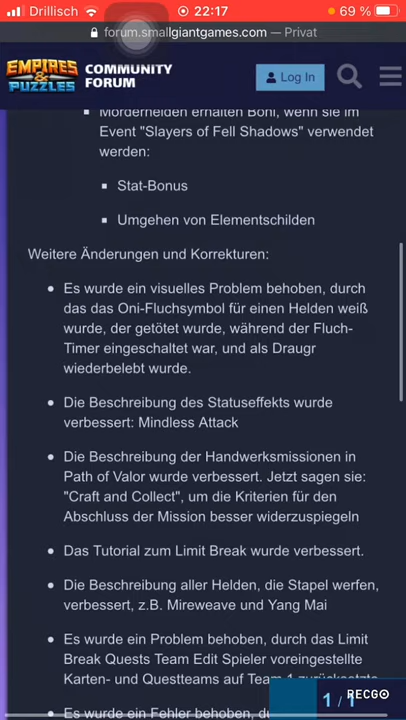 Drillisch 22:17 69 %
forum.smallgiantgames.com — Privat
EMPIRES & PUZZLES COMMUNITY FORUM Log In
Mörderhelden erhalten Boni, wenn sie im
Event "Slayers of Fell Shadows" verwendet
werden:
Stat-Bonus
Umgehen von Elementschilden
Weitere Änderungen und Korrekturen:
Es wurde ein visuelles Problem behoben, durch
das das Oni-Fluchsymbol für einen Helden weiß
wurde, der getötet wurde, während der Fluch-
Timer eingeschaltet war, und als Draugr
wiederbelebt wurde.
Die Beschreibung des Statuseffekts wurde
verbessert: Mindless Attack
Die Beschreibung der Handwerksmissionen in
Path of Valor wurde verbessert. Jetzt sagen sie:
"Craft and Collect", um die Kriterien für den
Abschluss der Mission besser widerzuspiegeln
Das Tutorial zum Limit Break wurde verbessert.
Die Beschreibung aller Helden, die Stapel werfen,
verbessert, z.B. Mireweave und Yang Mai
Es wurde ein Problem behoben, durch das Limit
Break Quests Team Edit Spieler voreingestellte
Karten- und Questteams auf Team 1 zurücksetzte
Es wurde ein Fehler behoben,
1 / 1
RECGO